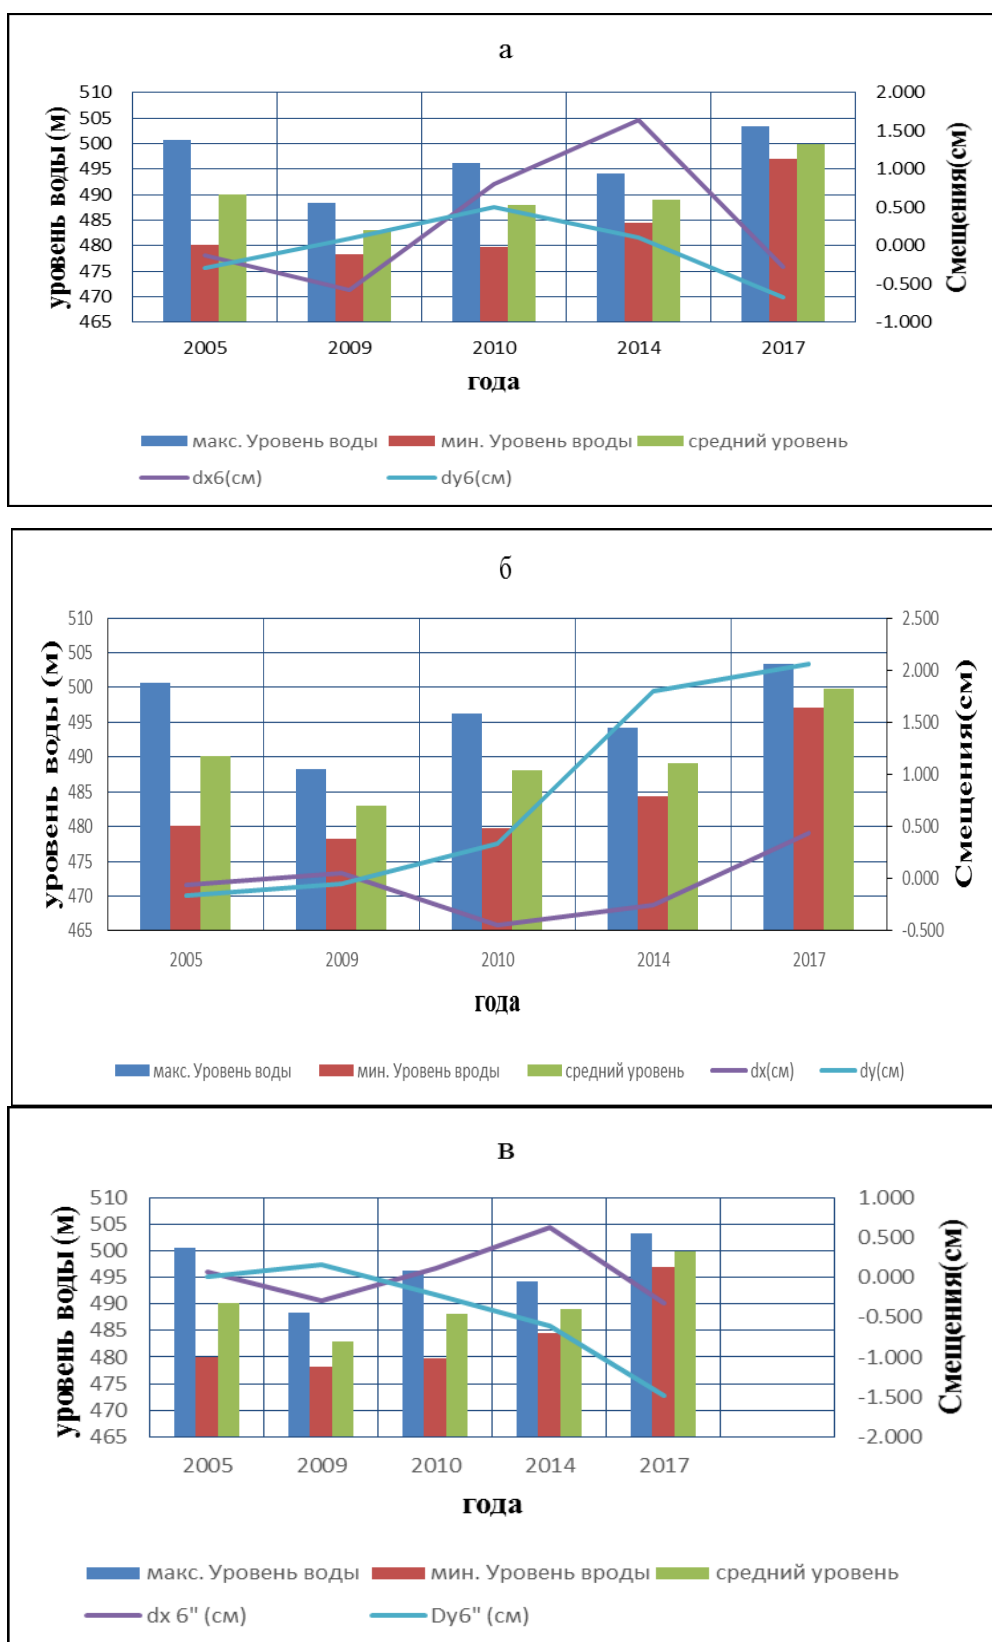 а
уровень воды (м)
510
505
500
495
490
485
480
475
470
465
2.000
1.500
1.000
0.500
0.000
-0.500
-1.000
Смещения(см)
2005 2009 2010 2014 2017
года
макс. Уровень воды мин. Уровень вроды средний уровень
dx6(см) dy6(см)
б
уровень воды (м)
510
505
500
495
490
485
480
475
470
465
2.500
2.000
1.500
1.000
0.500
0.000
-0.500
Смещения(см)
2005 2009 2010 2014 2017
года
макс. Уровень воды мин. Уровень вроды средний уровень dx(см) dy(см)
в
уровень воды (м)
510
505
500
495
490
485
480
475
470
465
1.000
0.500
0.000
-0.500
-1.000
-1.500
-2.000
Смещения(см)
2005 2009 2010 2014 2017
года
макс. Уровень воды мин. Уровень вроды средний уровень
dx 6" (см) Dy6" (см)